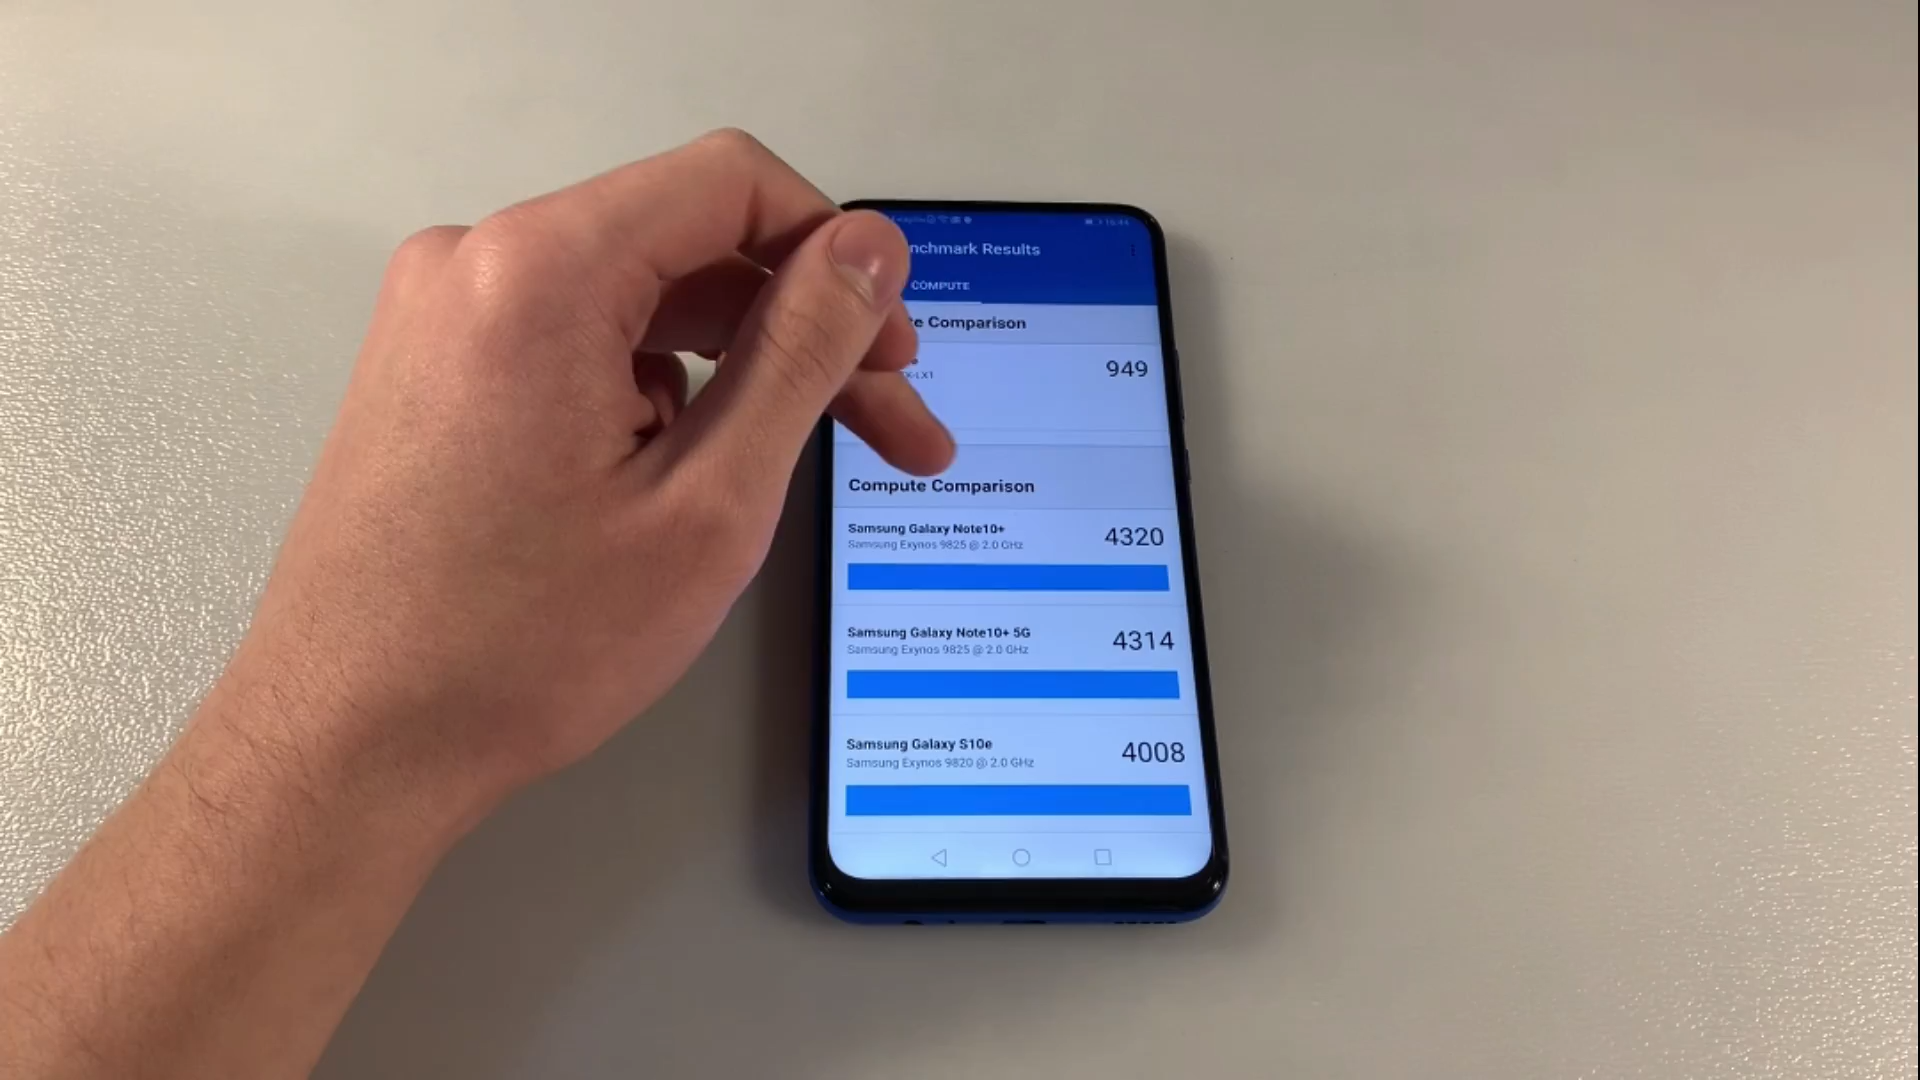 nchmark Results
COMPUTE
e Comparison
949
Compute Comparison
Samsung Galaxy Note10+
4320
Samsung Exynos 9825 @ 2.0 GHz
Samsung Galaxy Note10+ 5G
4314
Samsung Exynos 9825 @ 2.0 GHz
Samsung Galaxy S10e
4008
Samsung Exynos 9820 @ 2.0 GHz